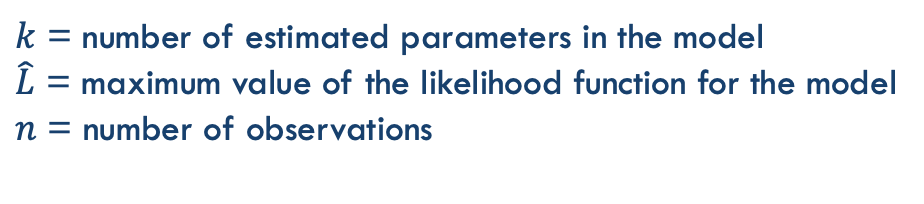 k = number of estimated parameters in the model
L̂ = maximum value of the likelihood function for the model
n = number of observations